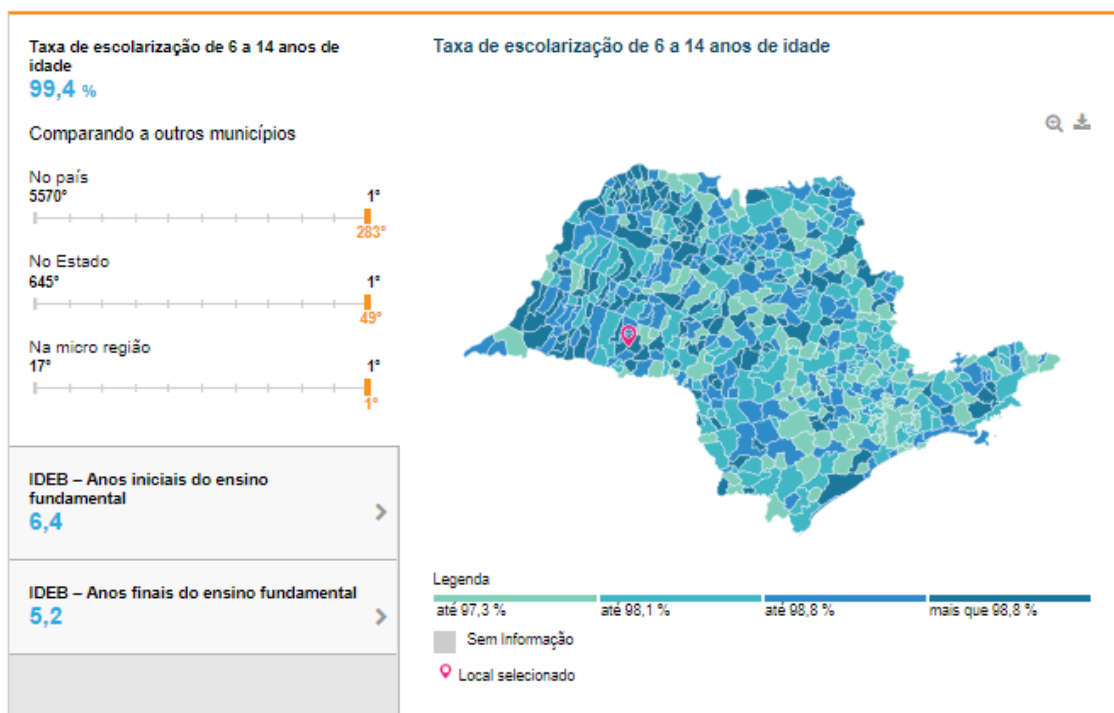 Taxa de escolarização de 6 a 14 anos de
idade
99,4 %
Comparando a outros municípios
No país
5570° 1°
283°
No Estado
645° 1°
49°
Na micro região
17° 1°
1°
IDEB – Anos iniciais do ensino
fundamental
6,4
IDEB – Anos finais do ensino fundamental
5,2
Taxa de escolarização de 6 a 14 anos de idade
Legenda
até 97,3 % até 98,1 % até 98,8 % mais que 98,8 %
Sem Informação
Local selecionado